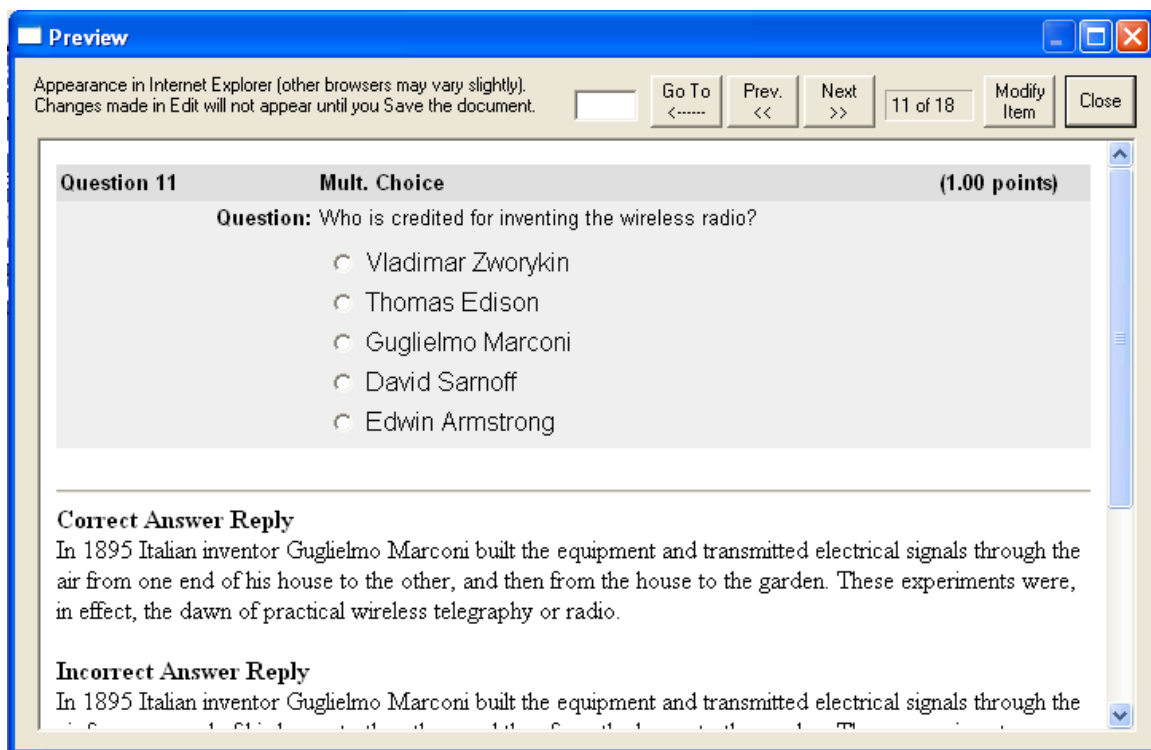 Preview
Appearance in Internet Explorer (other browsers may vary slightly).
Changes made in Edit will not appear until you Save the document.
Go To
<------
Prev.
<<
Next
>>
11 of 18
Modify
Item
Close
Question 11 Mult. Choice (1.00 points)
Question: Who is credited for inventing the wireless radio?
Vladimar Zworykin
Thomas Edison
Guglielmo Marconi
David Sarnoff
Edwin Armstrong
Correct Answer Reply
In 1895 Italian inventor Guglielmo Marconi built the equipment and transmitted electrical signals through the
air from one end of his house to the other, and then from the house to the garden. These experiments were,
in effect, the dawn of practical wireless telegraphy or radio.
Incorrect Answer Reply
In 1895 Italian inventor Guglielmo Marconi built the equipment and transmitted electrical signals through the